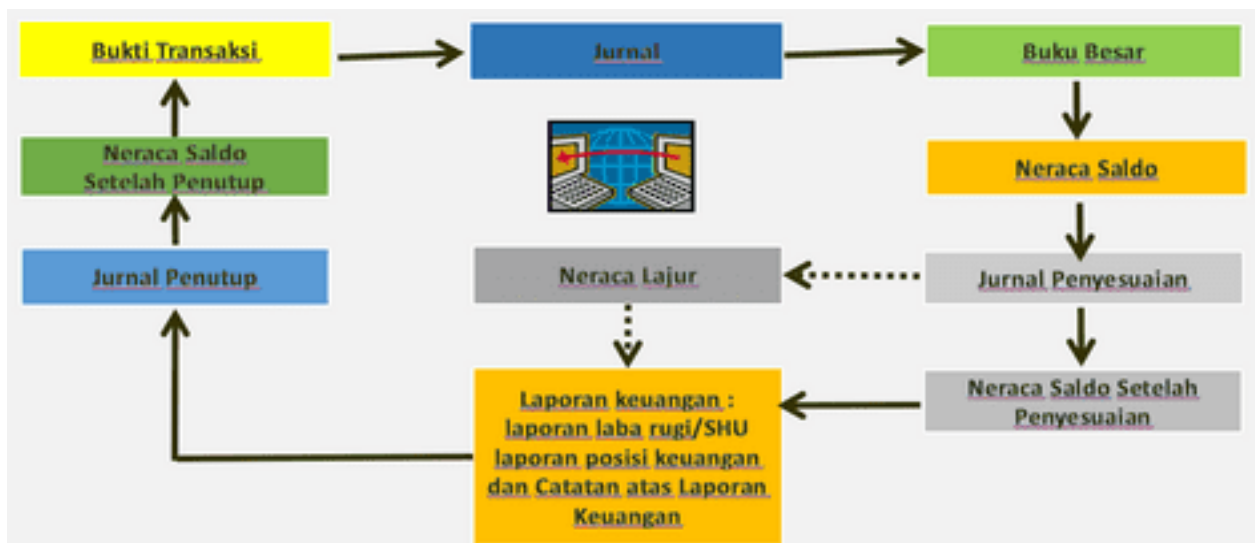 Bukti Transaksi
Jurnal
Buku Besar
Neraca Saldo
Setelah Penutup
Neraca Saldo
Jurnal Penutup
Neraca Lajur
Jurnal Penyesuaian
Laporan keuangan :
laporan laba rugi/SHU
laporan posisi keuangan
dan Catatan atas Laporan
Keuangan
Neraca Saldo Setelah
Penyesuaian